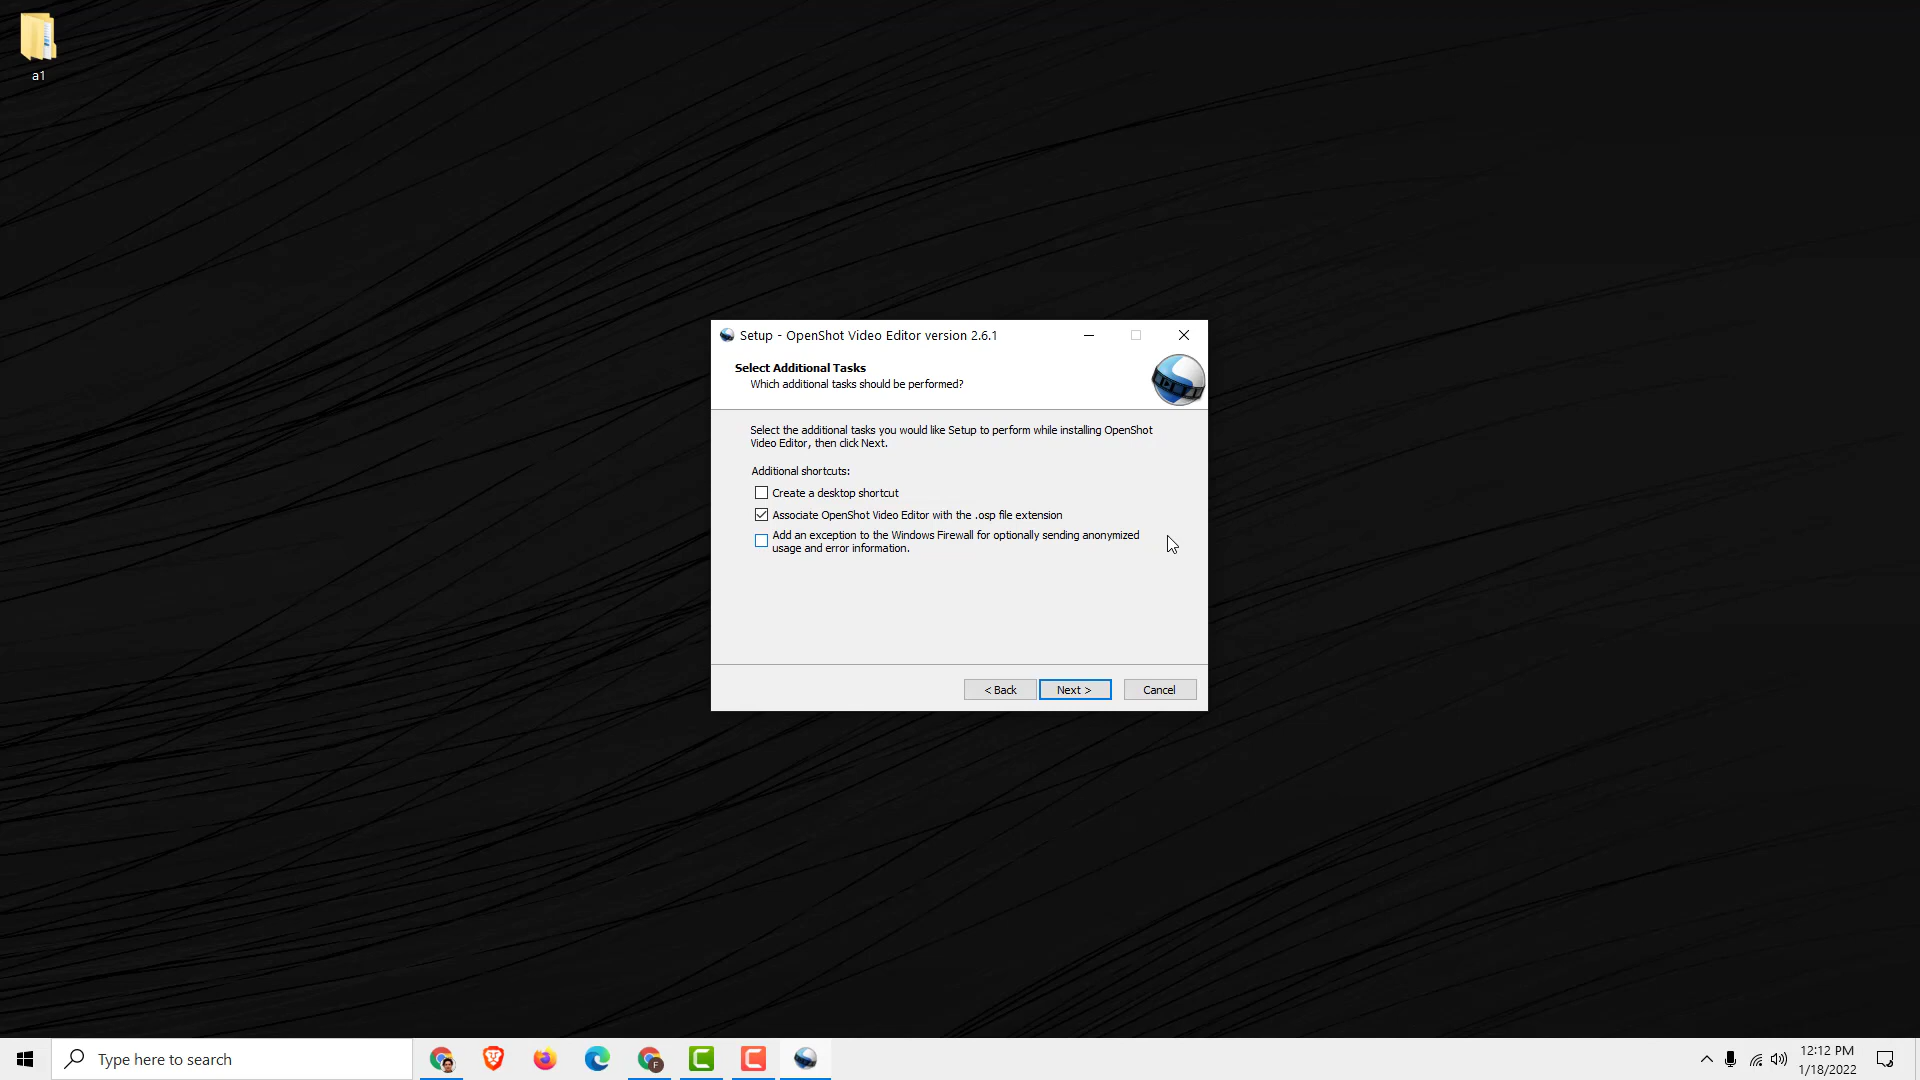 a1
Setup - OpenShot Video Editor version 2.6.1
Select Additional Tasks
Which additional tasks should be performed?
Select the additional tasks you would like Setup to perform while installing OpenShot
Video Editor, then click Next.
Additional shortcuts:
Create a desktop shortcut
Associate OpenShot Video Editor with the .osp file extension
Add an exception to the Windows Firewall for optionally sending anonymized
usage and error information.
< Back
Next >
Cancel
Type here to search
F
12:12 PM
1/18/2022